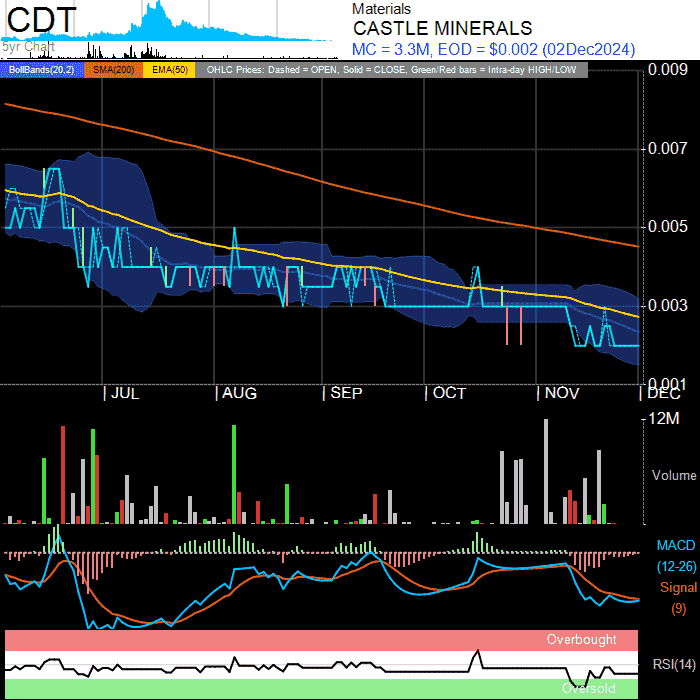 CDT
Materials
CASTLE MINERALS
MC = 3.3M, EOD = $0.002 (02Dec2024)
5yr Chart
BollBands(20,2) SMA(200) EMA(50) OHLC Prices: Dashed = OPEN, Solid = CLOSE, Green/Red bars = Intra-day HIGH/LOW
0.009
0.007
0.005
0.003
0.001
JUL AUG SEP OCT NOV DEC
12M
Volume
MACD
(12-26)
Signal
(9)
Overbought
RSI(14)
Oversold